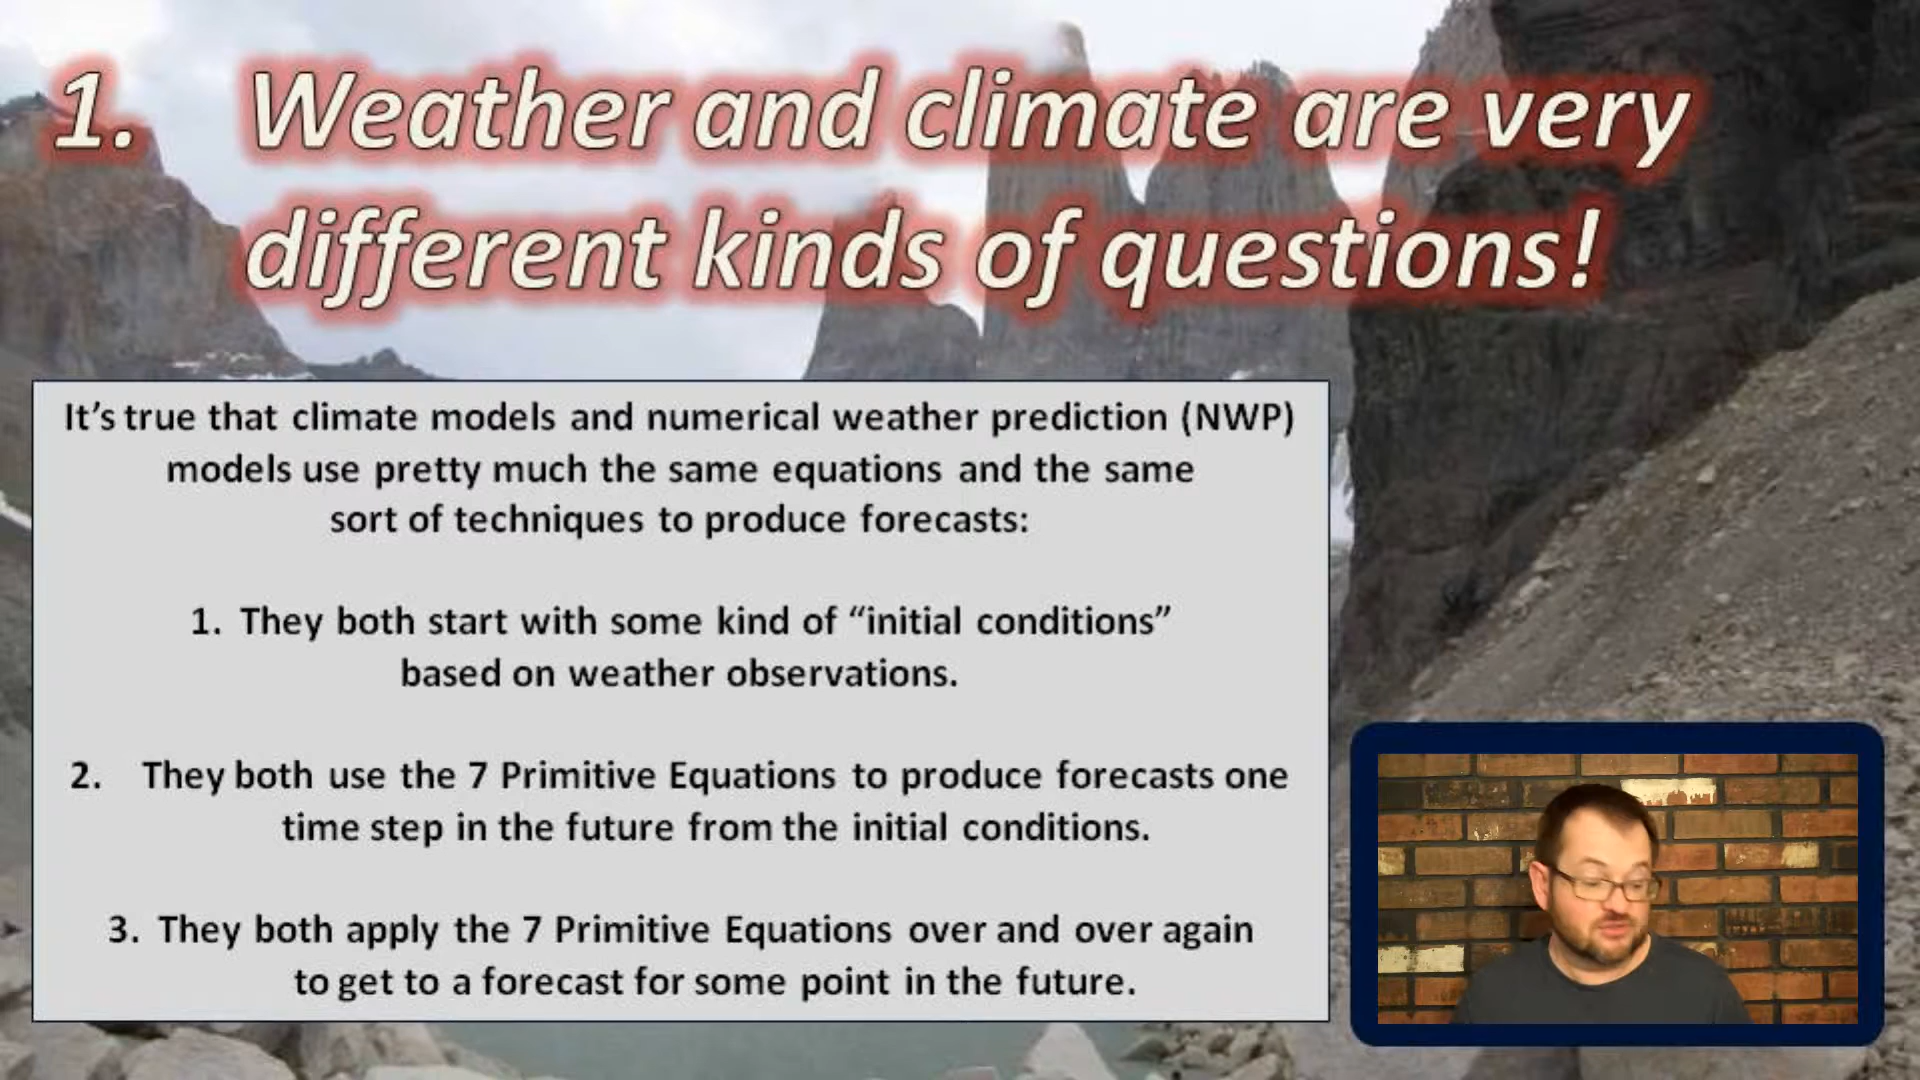 1. Weather and climate are very
different kinds of questions!
It's true that climate models and numerical weather prediction (NWP)
models use pretty much the same equations and the same
sort of techniques to produce forecasts:
1. They both start with some kind of “initial conditions”
based on weather observations.
2. They both use the 7 Primitive Equations to produce forecasts one
time step in the future from the initial conditions.
3. They both apply the 7 Primitive Equations over and over again
to get to a forecast for some point in the future.